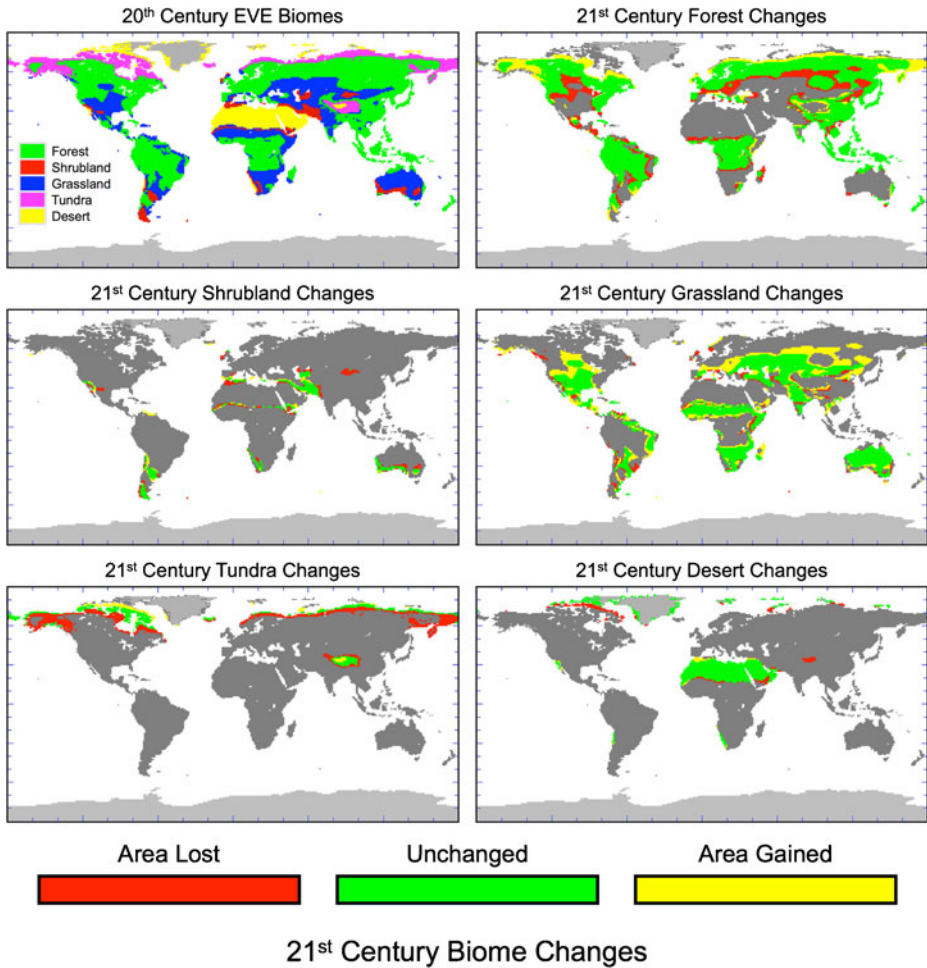 20th Century EVE Biomes
21st Century Forest Changes
Forest
Shrubland
Grassland
Tundra
Desert
21st Century Shrubland Changes
21st Century Grassland Changes
21st Century Tundra Changes
21st Century Desert Changes
Area Lost
Unchanged
Area Gained
21st Century Biome Changes